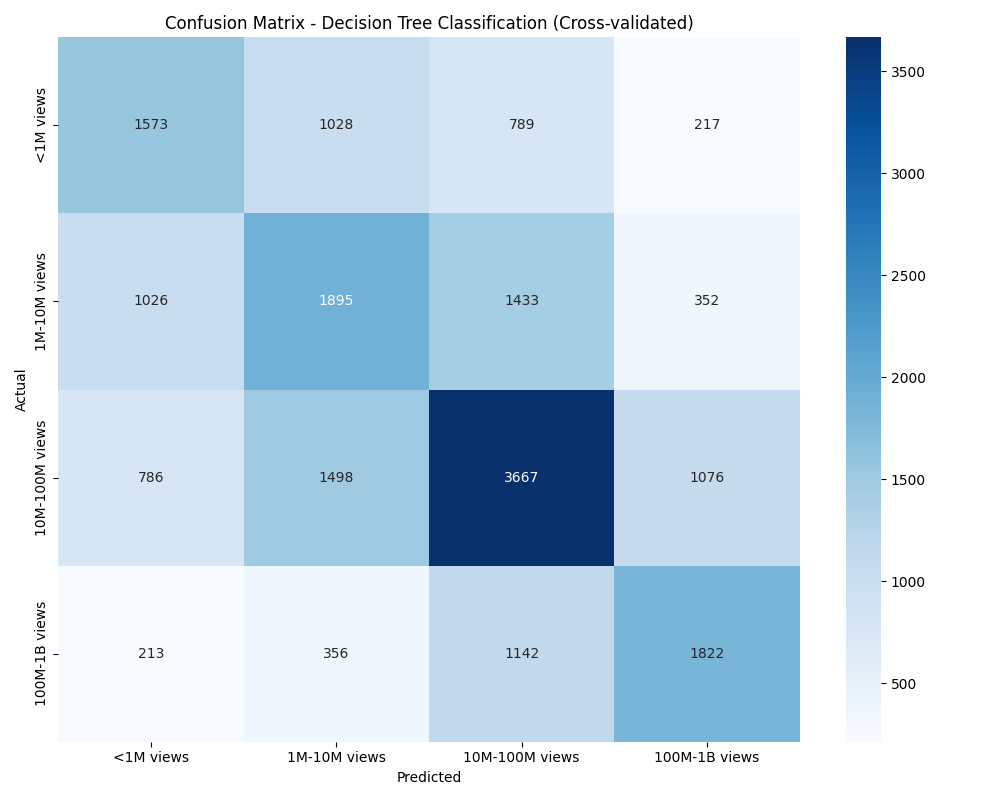 Confusion Matrix - Decision Tree Classification (Cross-validated)
Actual
<1M views
1573 1028 789 217
1M-10M views
1026 1895 1433 352
10M-100M views
786 1498 3667 1076
100M-1B views
213 356 1142 1822
<1M views 1M-10M views 10M-100M views 100M-1B views
Predicted
3500
3000
2500
2000
1500
1000
500